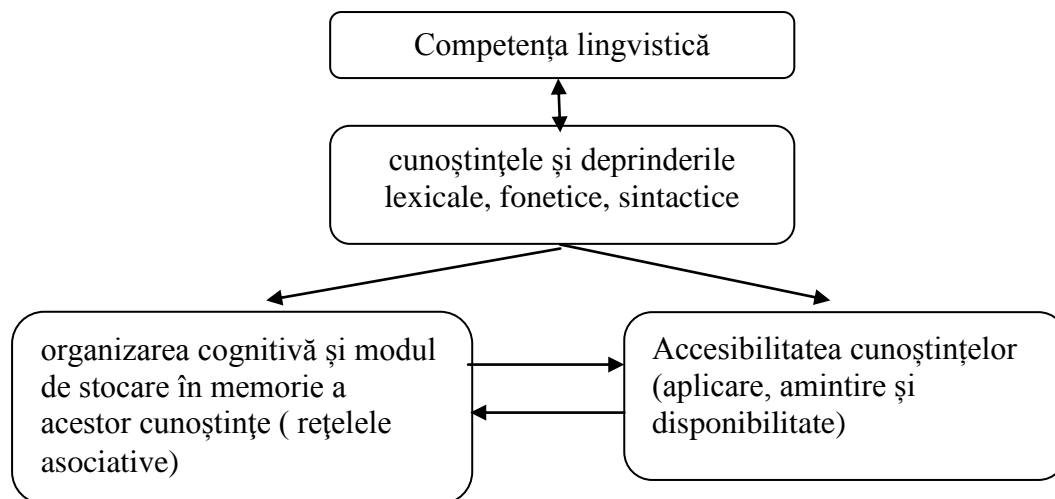 Competența lingvistică
cunoștinţele și deprinderile
lexicale, fonetice, sintactice
organizarea cognitivă și modul
de stocare în memorie a
acestor cunoștinţe ( reţelele
asociative)
Accesibilitatea cunoștințelor
(aplicare, amintire și
disponibilitate)